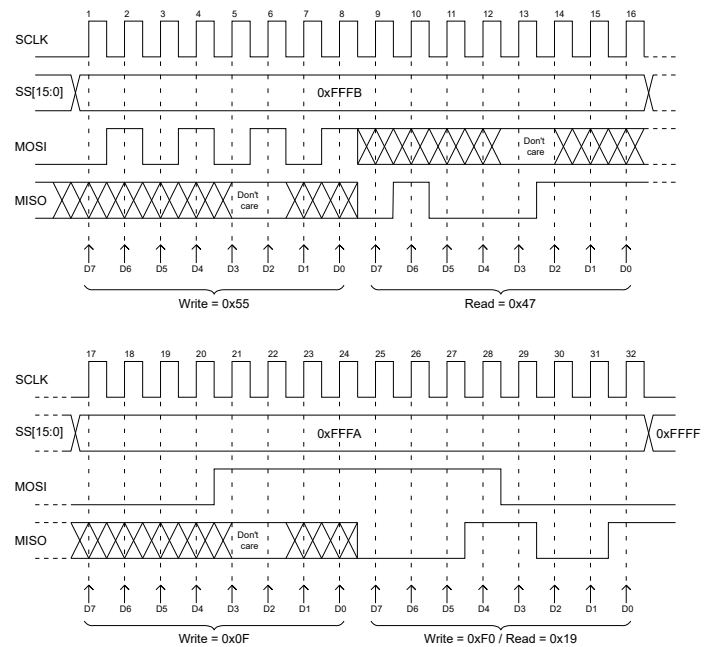 1 2 3 4 5 6 7 8 9 10 11 12 13 14 15 16
SCLK
SS[15:0] 0xFFFB
MOSI Don't care
MISO Don't care
D7 D6 D5 D4 D3 D2 D1 D0 D7 D6 D5 D4 D3 D2 D1 D0
Write = 0x55 Read = 0x47
17 18 19 20 21 22 23 24 25 26 27 28 29 30 31 32
SCLK
SS[15:0] 0xFFFA 0xFFFF
MOSI
MISO Don't care
D7 D6 D5 D4 D3 D2 D1 D0 D7 D6 D5 D4 D3 D2 D1 D0
Write = 0x0F Write = 0xF0 / Read = 0x19